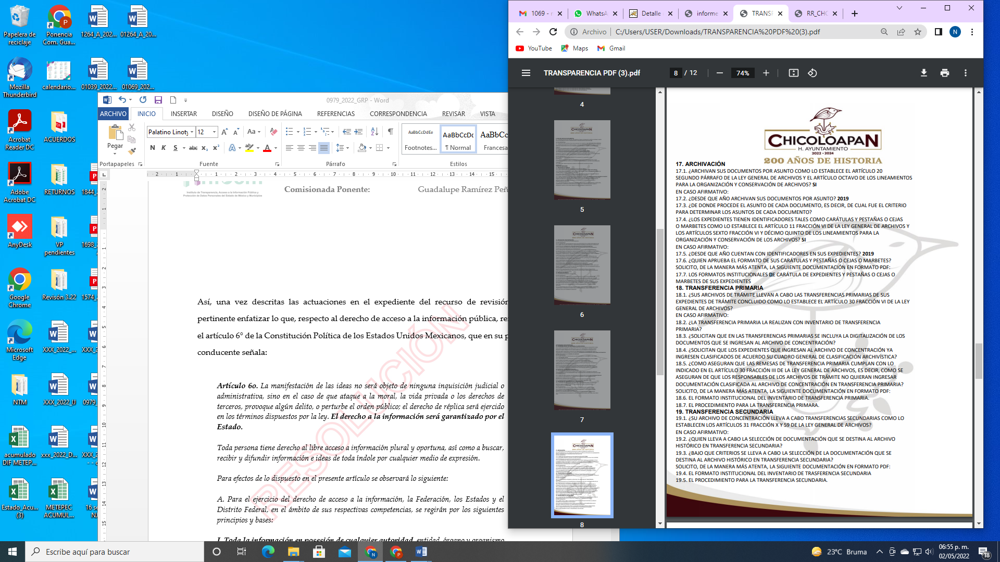 Papelera de reciclaje
Ponencia Com. Gua...
1264_A_202...
01264_A_20...
Mozilla Thunderbird
calendario...
01039_2022...
01069_202...
Acrobat Reader DC
ACUERDOS
Adobe Acrobat DC
RETURNOS
1844_
AnyDesk
VP pendientes
1698_
Google Chrome
Revisón 3.22
1574_
Microsoft Edge
XXX_2022_...
XXX_2
NTM
XXX_2022_IJ
0979_
acumulado DIF METEP...
xxx_2022_D...
XXX_2
Estado_Acu... (3)
METEPEC ACUMUL...
16 se
NJ
0979_2022_GRP - Word
ARCHIVO INICIO INSERTAR DISEÑO DISEÑO DE PÁGINA REFERENCIAS CORRESPONDENCIA REVISAR VISTA
Pegar
Palatino Linoty 12
N K S abc x₂ x²
AaBbCcDdEe AaBbCcDc AaBbCc
Footnotes... ¶ Normal Francesa
Portapapeles Fuente Párrafo Estilos
Instituto de Transparencia, Acceso a la Información Pública y
Protección de Datos Personales del Estado de México y Municipios
Comisionada Ponente: Guadalupe Ramírez Peñ
Así, una vez descritas las actuaciones en el expediente del recurso de revisión
pertinente enfatizar lo que, respecto al derecho de acceso a la información pública, re
el artículo 6° de la Constitución Política de los Estados Unidos Mexicanos, que en su p
conducente señala:
Artículo 6o. La manifestación de las ideas no será objeto de ninguna inquisición judicial o
administrativa, sino en el caso de que ataque a la moral, la vida privada o los derechos de
terceros, provoque algún delito, o perturbe el orden público; el derecho de réplica será ejercido
en los términos dispuestos por la ley. El derecho a la información será garantizado por el
Estado.
Toda persona tiene derecho al libre acceso a información plural y oportuna, así como a buscar,
recibir y difundir información e ideas de toda índole por cualquier medio de expresión.
Para efectos de lo dispuesto en el presente artículo se observará lo siguiente:
A. Para el ejercicio del derecho de acceso a la información, la Federación, los Estados y el
Distrito Federal, en el ámbito de sus respectivas competencias, se regirán por los siguientes
principios y bases:
I. Toda la información en posesión de cualquier autoridad, entidad, órgano y organismo
RESOLUCIÓN
1069 - r
WhatsA
Detalle
informe
TRANSF
RR_CHC
Archivo C:/Users/USER/Downloads/TRANSPARENCIA%20PDF%20(3).pdf
N
YouTube Maps Gmail
TRANSPARENCIA PDF (3).pdf 8 / 12 74%
4
5
6
7
8
CHICOLOAPAN
H. AYUNTAMIENTO
2022 - 2024
200 AÑOS DE HISTORIA
17. ARCHIVACIÓN
17.1. ¿ARCHIVAN SUS DOCUMENTOS POR ASUNTO COMO LO ESTABLECE EL ARTÍCULO 20
SEGUNDO PÁRRAFO DE LA LEY GENERAL DE ARCHIVOS Y EL ARTÍCULO OCTAVO DE LOS LINEAMIENTOS
PARA LA ORGANIZACIÓN Y CONSERVACIÓN DE ARCHIVOS? SI
EN CASO AFIRMATIVO:
17.2. ¿DESDE QUE AÑO ARCHIVAN SUS DOCUMENTOS POR ASUNTO? 2019
17.3. ¿DE DONDE PROCEDE EL ASUNTO DE CADA DOCUMENTO, ES DECIR, DE CUAL FUE EL CRITERIO
PARA DETERMINAR LOS ASUNTOS DE CADA DOCUMENTO?
17.4. ¿LOS EXPEDIENTES TIENEN IDENTIFICADORES TALES COMO CARÁTULAS Y PESTAÑAS O CEJAS
O MARBETES COMO LO ESTABLECE EL ARTÍCULO 11 FRACCIÓN VI DE LA LEY GENERAL DE ARCHIVOS Y
LOS ARTÍCULOS SEXTO FRACCIÓN VI Y DÉCIMO QUINTO DE LOS LINEAMIENTOS PARA LA
ORGANIZACIÓN Y CONSERVACIÓN DE LOS ARCHIVOS? SI
EN CASO AFIRMATIVO:
17.5. ¿DESDE QUE AÑO CUENTAN CON IDENTIFICADORES EN SUS EXPEDIENTES? 2019
17.6. ¿QUIEN APRUEBA EL FORMATO DE SUS CARÁTULAS Y PESTAÑAS O CEJAS O MARBETES?
SOLICITO, DE LA MANERA MÁS ATENTA, LA SIGUIENTE DOCUMENTACIÓN EN FORMATO PDF:
17.7. LOS FORMATOS INSTITUCIONALES DE CARÁTULA DE EXPEDIENTES Y PESTAÑAS O CEJAS O
MARBETES DE SUS EXPEDIENTES
18. TRANSFERENCIA PRIMARIA
18.1. ¿SUS ARCHIVOS DE TRÁMITE LLEVAN A CABO LAS TRANSFERENCIAS PRIMARIAS DE SUS
EXPEDIENTES DE TRÁMITE CONCLUIDO COMO LO ESTABLECE EL ARTÍCULO 30 FRACCIÓN VI DE LA LEY
GENERAL DE ARCHIVOS?
EN CASO AFIRMATIVO:
18.2. ¿LA TRANSFERENCIA PRIMARIA LA REALIZAN CON INVENTARIO DE TRANSFERENCIA
PRIMARIA?
18.3. ¿SOLICITAN QUE EN LAS TRANSFERENCIAS PRIMARIAS SE INCLUYA LA DIGITALIZACIÓN DE LOS
DOCUMENTOS QUE SE INGRESAN AL ARCHIVO DE CONCENTRACIÓN?
18.4. ¿SOLICITAN QUE LOS EXPEDIENTES QUE INGRESAN AL ARCHIVO DE CONCENTRACIÓN YA
INGRESEN CLASIFICADOS DE ACUERDO SU CUADRO GENERAL DE CLASIFICACIÓN ARCHIVÍSTICA?
18.5. ¿COMO ASEGURAN QUE LAS REMESAS DE TRANSFERENCIA PRIMARIA CUMPLAN CON LO
INDICADO EN EL ARTÍCULO 30 FRACCIÓN III DE LA LEY GENERAL DE ARCHIVOS, ES DECIR, COMO SE
ASEGURAN DE QUE LOS RESPONSABLES DE LOS ARCHIVOS DE TRÁMITE NO QUIERAN INGRESAR
DOCUMENTACIÓN CLASIFICADA AL ARCHIVO DE CONCENTRACIÓN EN TRANSFERENCIA PRIMARIA?
SOLICITO, DE LA MANERA MÁS ATENTA, LA SIGUIENTE DOCUMENTACIÓN EN FORMATO PDF:
18.6. EL FORMATO INSTITUCIONAL DEL INVENTARIO DE TRANSFERENCIA PRIMARIA.
18.7. EL PROCEDIMIENTO PARA LA TRANSFERENCIA PRIMARA.
19. TRANSFERENCIA SECUNDARIA
19.1. ¿SU ARCHIVO DE CONCENTRACIÓN LLEVA A CABO TRANSFERENCIAS SECUNDARIAS COMO LO
ESTABLECEN LOS ARTÍCULOS 31 FRACCIÓN X Y 59 DE LA LEY GENERAL DE ARCHIVOS?
EN CASO AFIRMATIVO:
19.2. ¿QUIEN LLEVA A CABO LA SELECCIÓN DE DOCUMENTACIÓN QUE SE DESTINA AL ARCHIVO
HISTÓRICO EN TRANSFERENCIA SECUNDARIA?
19.3. ¿BAJO QUE CRITERIOS SE LLEVA A CABO LA SELECCIÓN DE LA DOCUMENTACIÓN QUE SE
DESTINA AL ARCHIVO HISTÓRICO EN TRANSFERENCIA SECUNDARIA?
SOLICITO, DE LA MANERA MÁS ATENTA, LA SIGUIENTE DOCUMENTACIÓN EN FORMATO PDF:
19.4. EL FORMATO INSTITUCIONAL DEL INVENTARIO DE TRASFERENCIA SECUNDARIA
19.5. EL PROCEDIMIENTO PARA LA TRANSFERENCIA SECUNDARIA.
Escribe aquí para buscar
23°C Bruma
06:55 p. m.
02/05/2022
18